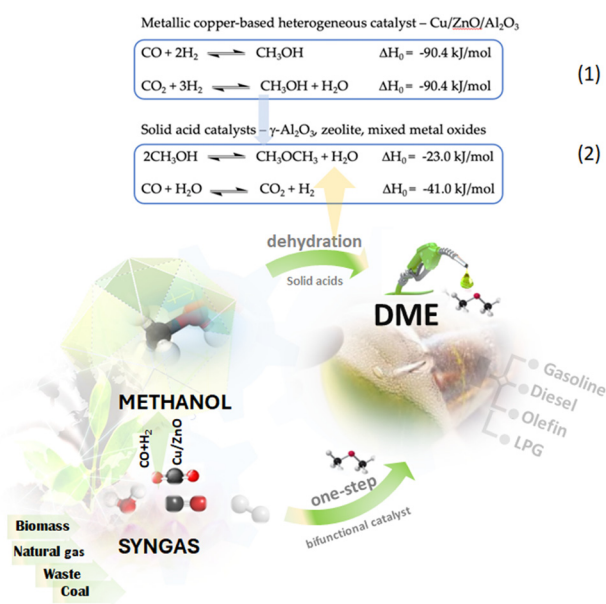 Metallic copper-based heterogeneous catalyst – Cu/ZnO/Al₂O₃
CO + 2H₂ ⇌ CH₃OH ΔH₀ = -90.4 kJ/mol
(1)
CO₂ + 3H₂ ⇌ CH₃OH + H₂O ΔH₀ = -90.4 kJ/mol
Solid acid catalysts – γ-Al₂O₃, zeolite, mixed metal oxides
2CH₃OH ⇌ CH₃OCH₃ + H₂O ΔH₀ = -23.0 kJ/mol
(2)
CO + H₂O ⇌ CO₂ + H₂ ΔH₀ = -41.0 kJ/mol
dehydration
Solid acids
DME
Gasoline
Diesel
Olefin
LPG
METHANOL
CO+H₂
Cu/ZnO
one-step
bifunctional catalyst
SYNGAS
Biomass
Natural gas
Waste
Coal